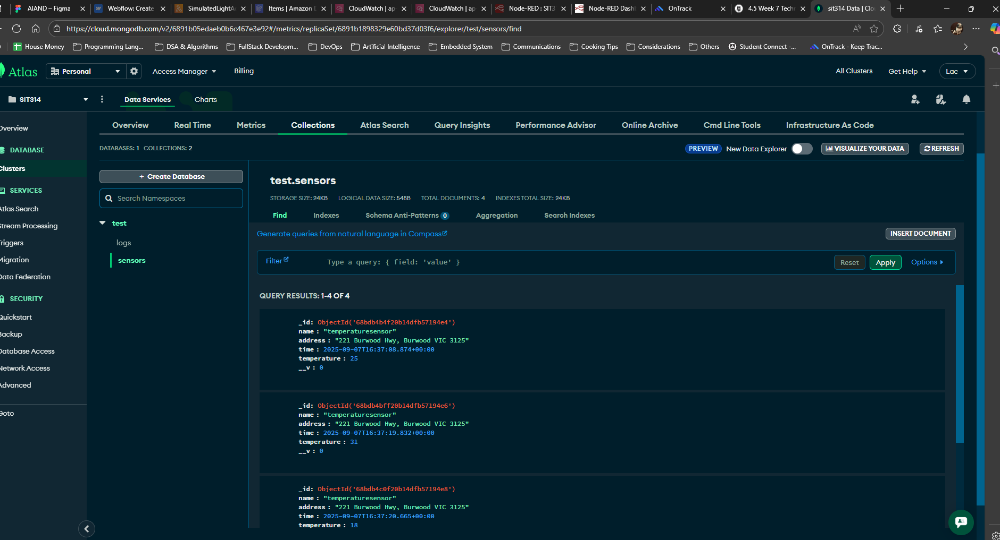 AIAND – Figma
Webflow: Create
SimulatedLightAc
Items | Amazon D
CloudWatch | ap-
CloudWatch | ap
Node-RED : SIT3
Node-RED Dash
OnTrack
4.5 Week 7 Techn
sit314 Data | Clou
https://cloud.mongodb.com/v2/6891b05edaeb0b6c467e3e92#/metrics/replicaSet/6891b1898329e60bd37d03f6/explorer/test/sensors/find
House Money
Programming Lang...
DSA & Algorithms
FullStack Developm...
DevOps
Artificial Intelligence
Embedded System
Communications
Cooking Tips
Considerations
Others
Student Connect -...
OnTrack - Keep Trac...
Atlas
Personal
Access Manager
Billing
All Clusters
Get Help
Lac
SIT314
Data Services
Charts
Overview
DATABASE
Clusters
SERVICES
Atlas Search
Stream Processing
Triggers
Migration
Data Federation
SECURITY
Quickstart
Backup
Database Access
Network Access
Advanced
Goto
Overview
Real Time
Metrics
Collections
Atlas Search
Query Insights
Performance Advisor
Online Archive
Cmd Line Tools
Infrastructure As Code
DATABASES: 1 COLLECTIONS: 2
PREVIEW
New Data Explorer
VISUALIZE YOUR DATA
REFRESH
+ Create Database
Search Namespaces
test
logs
sensors
test.sensors
STORAGE SIZE: 24KB LOGICAL DATA SIZE: 548B TOTAL DOCUMENTS: 4 INDEXES TOTAL SIZE: 24KB
Find
Indexes
Schema Anti-Patterns 0
Aggregation
Search Indexes
Generate queries from natural language in Compass
INSERT DOCUMENT
Filter
Type a query: { field: 'value' }
Reset
Apply
Options
QUERY RESULTS: 1-4 OF 4
_id: ObjectId('68bdb4b4f20b14dfb57194e4')
name : "temperaturesensor"
address : "221 Burwood Hwy, Burwood VIC 3125"
time : 2025-09-07T16:37:08.874+00:00
temperature : 25
__v : 0
_id: ObjectId('68bdb4bff20b14dfb57194e6')
name : "temperaturesensor"
address : "221 Burwood Hwy, Burwood VIC 3125"
time : 2025-09-07T16:37:19.832+00:00
temperature : 31
__v : 0
_id: ObjectId('68bdb4c0f20b14dfb57194e8')
name : "temperaturesensor"
address : "221 Burwood Hwy, Burwood VIC 3125"
time : 2025-09-07T16:37:20.665+00:00
temperature : 18